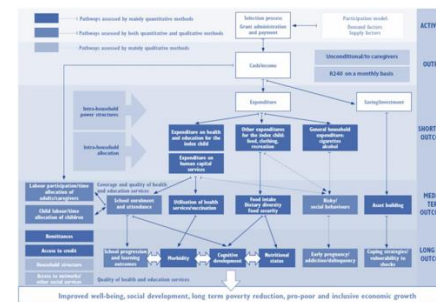 Pathways assessed by mainly quantitative methods
Pathways assessed by both quantitative and qualitative methods
Pathways assessed by mainly qualitative methods
Selection process
Grant administration
and payment
Participation model
Demand factors
Supply factors
Unconditional/to caregivers
R240 on a monthly basis
Cash/income
Expenditure
Saving/investment
Intra-household
power structures
Intra-household
allocation
Expenditure on health
and education for the
index child
Other expenditures
for the index child:
food, clothing,
recreation
General household
expenditure:
cigarettes
alcohol
Expenditure on
human capital
services
Labour participation/time
allocation of
adults/caregivers
Coverage and quality of health
and education services
Child labour/time
allocation of children
School enrolment
and attendance
Utilisation of health
services/vaccination
Food intake
Dietary diversity
Food security
Risky/
social behaviours
Asset building
Remittances
Access to credit
Household structure
Access to networks/
other social services
School progression
and learning
outcomes
Morbidity
Cognitive
development
Nutritional
status
Early pregnancy/
addiction/delinquency
Coping strategies/
vulnerability to
shocks
Quality of health and education services
Improved well-being, social development, long term poverty reduction, pro-poor and inclusive economic growth